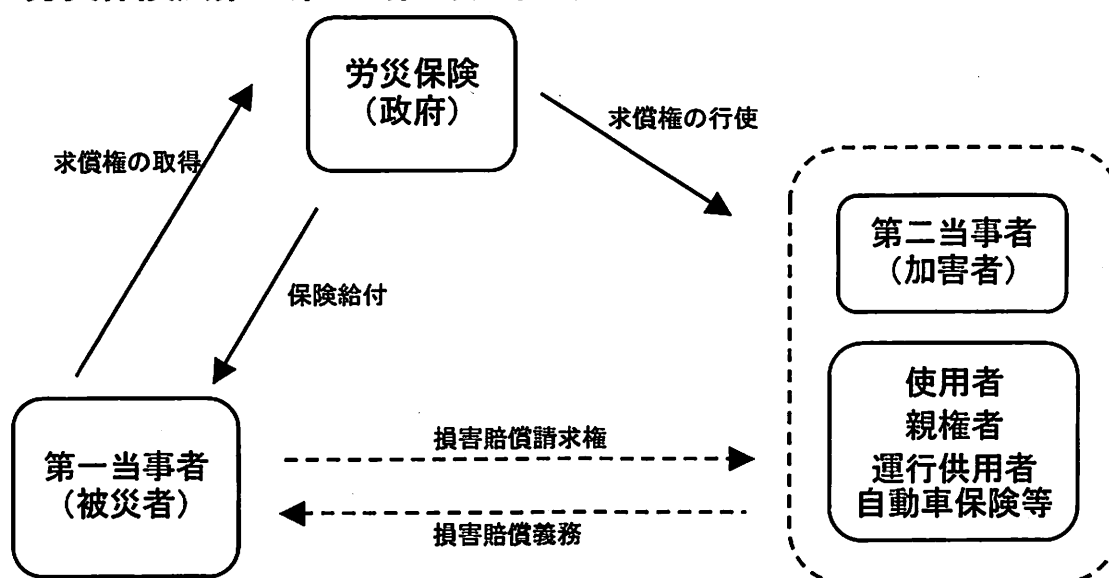 労災保険
（政府）
求償権の行使
求償権の取得
第二当事者
（加害者）
保険給付
使用者
親権者
運行供用者
自動車保険等
損害賠償請求権
第一当事者
（被災者）
損害賠償義務